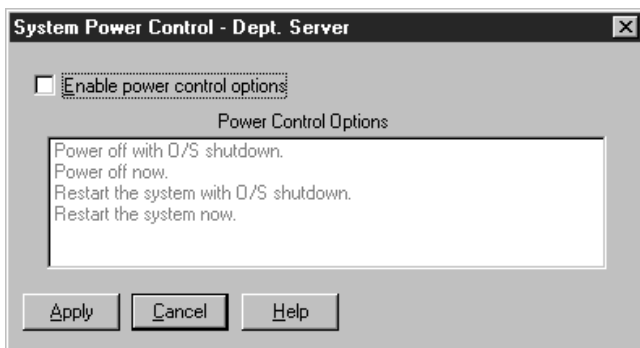 System Power Control - Dept. Server
Enable power control options
Power Control Options
Power off with O/S shutdown.
Power off now.
Restart the system with O/S shutdown.
Restart the system now.
Apply
Cancel
Help